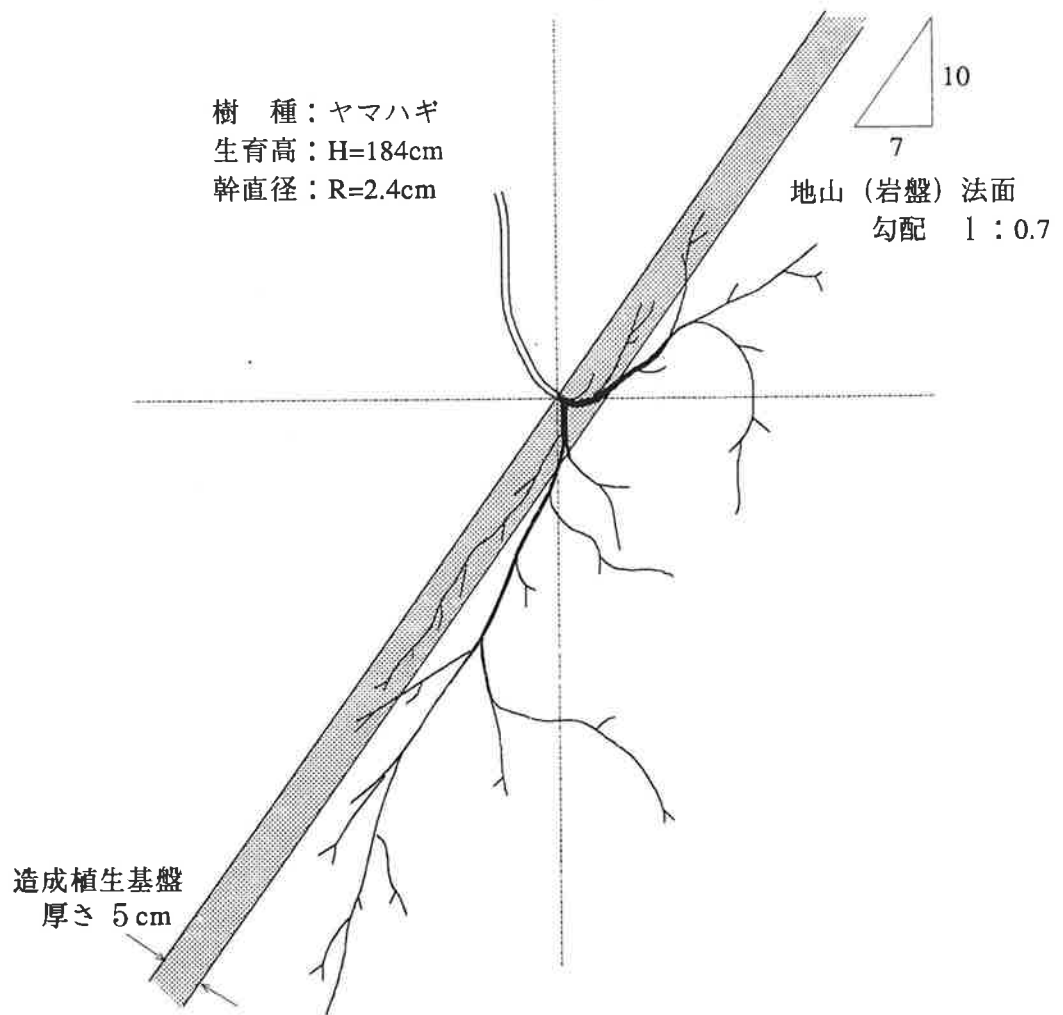 樹　種：ヤマハギ
生育高：H=184cm
幹直径：R=2.4cm
10
7
地山（岩盤）法面
勾配　1：0.7
造成植生基盤
厚さ 5cm